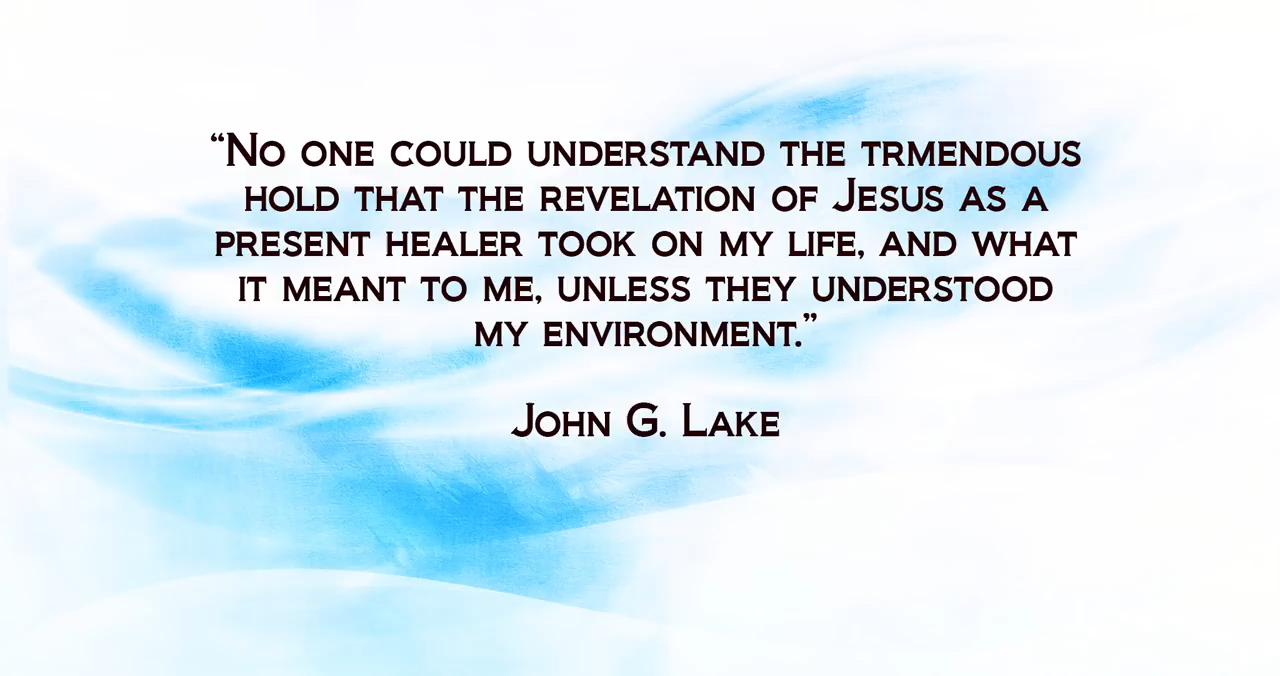 “No one could understand the trmendous
hold that the revelation of Jesus as a
present healer took on my life, and what
it meant to me, unless they understood
my environment.”
John G. Lake